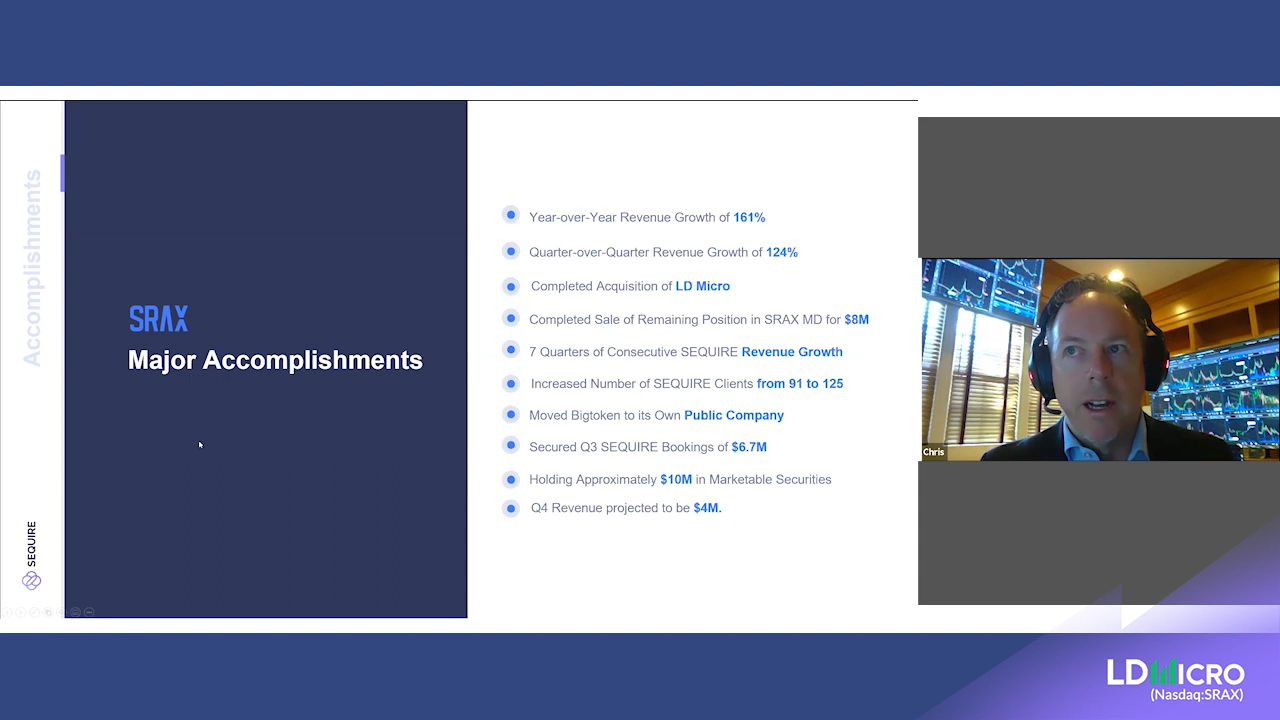 Accomplishments
SEQUIRE
SRAX
Major Accomplishments
Year-over-Year Revenue Growth of 161%
Quarter-over-Quarter Revenue Growth of 124%
Completed Acquisition of LD Micro
Completed Sale of Remaining Position in SRAX MD for $8M
7 Quarters of Consecutive SEQUIRE Revenue Growth
Increased Number of SEQUIRE Clients from 91 to 125
Moved Bigtoken to its Own Public Company
Secured Q3 SEQUIRE Bookings of $6.7M
Holding Approximately $10M in Marketable Securities
Q4 Revenue projected to be $4M.
Chris
LDMICRO
(Nasdaq:SRAX)